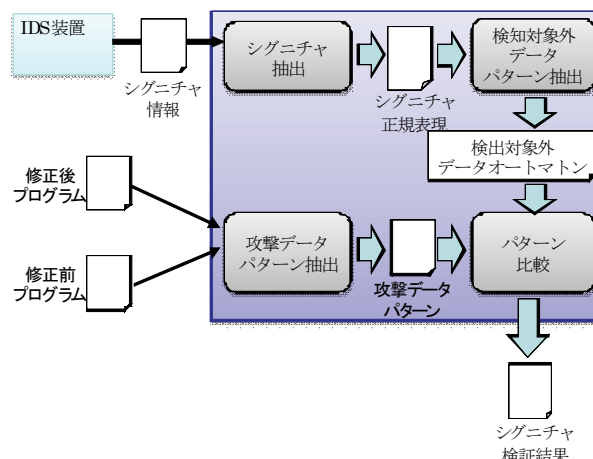 IDS装置
シグニチャ
情報
シグニチャ
抽出
シグニチャ
正規表現
検知対象外
データ
パターン抽出
検出対象外
データオートマトン
修正後
プログラム
修正前
プログラム
攻撃データ
パターン抽出
攻撃データ
パターン
パターン
比較
シグニチャ
検証結果